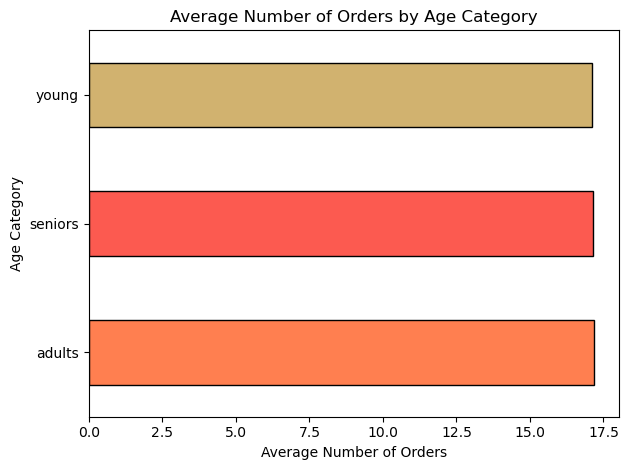 Average Number of Orders by Age Category
Age Category
young
seniors
adults
0.0 2.5 5.0 7.5 10.0 12.5 15.0 17.5
Average Number of Orders